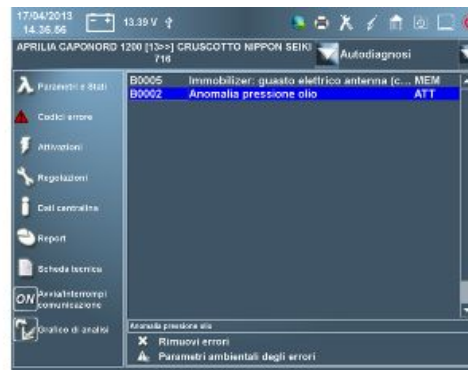 17/04/2013
14.36.56
13.39 V
APRILIA CAPONORD 1200 [13>>] CRUSCOTTO NIPPON SEIKI
716
Autodiagnosi
Parametri e Stati
Codici errore
Attivazioni
Regolazioni
Dati centralina
Report
Scheda tecnica
ON Avvia/Interrompi
comunicazione
Grafico di analisi
B0005 Immobilizer: guasto elettrico antenna (c... MEM
B0002 Anomalia pressione olio ATT
Anomalia pressione olio
Rimuovi errori
Parametri ambientali degli errori